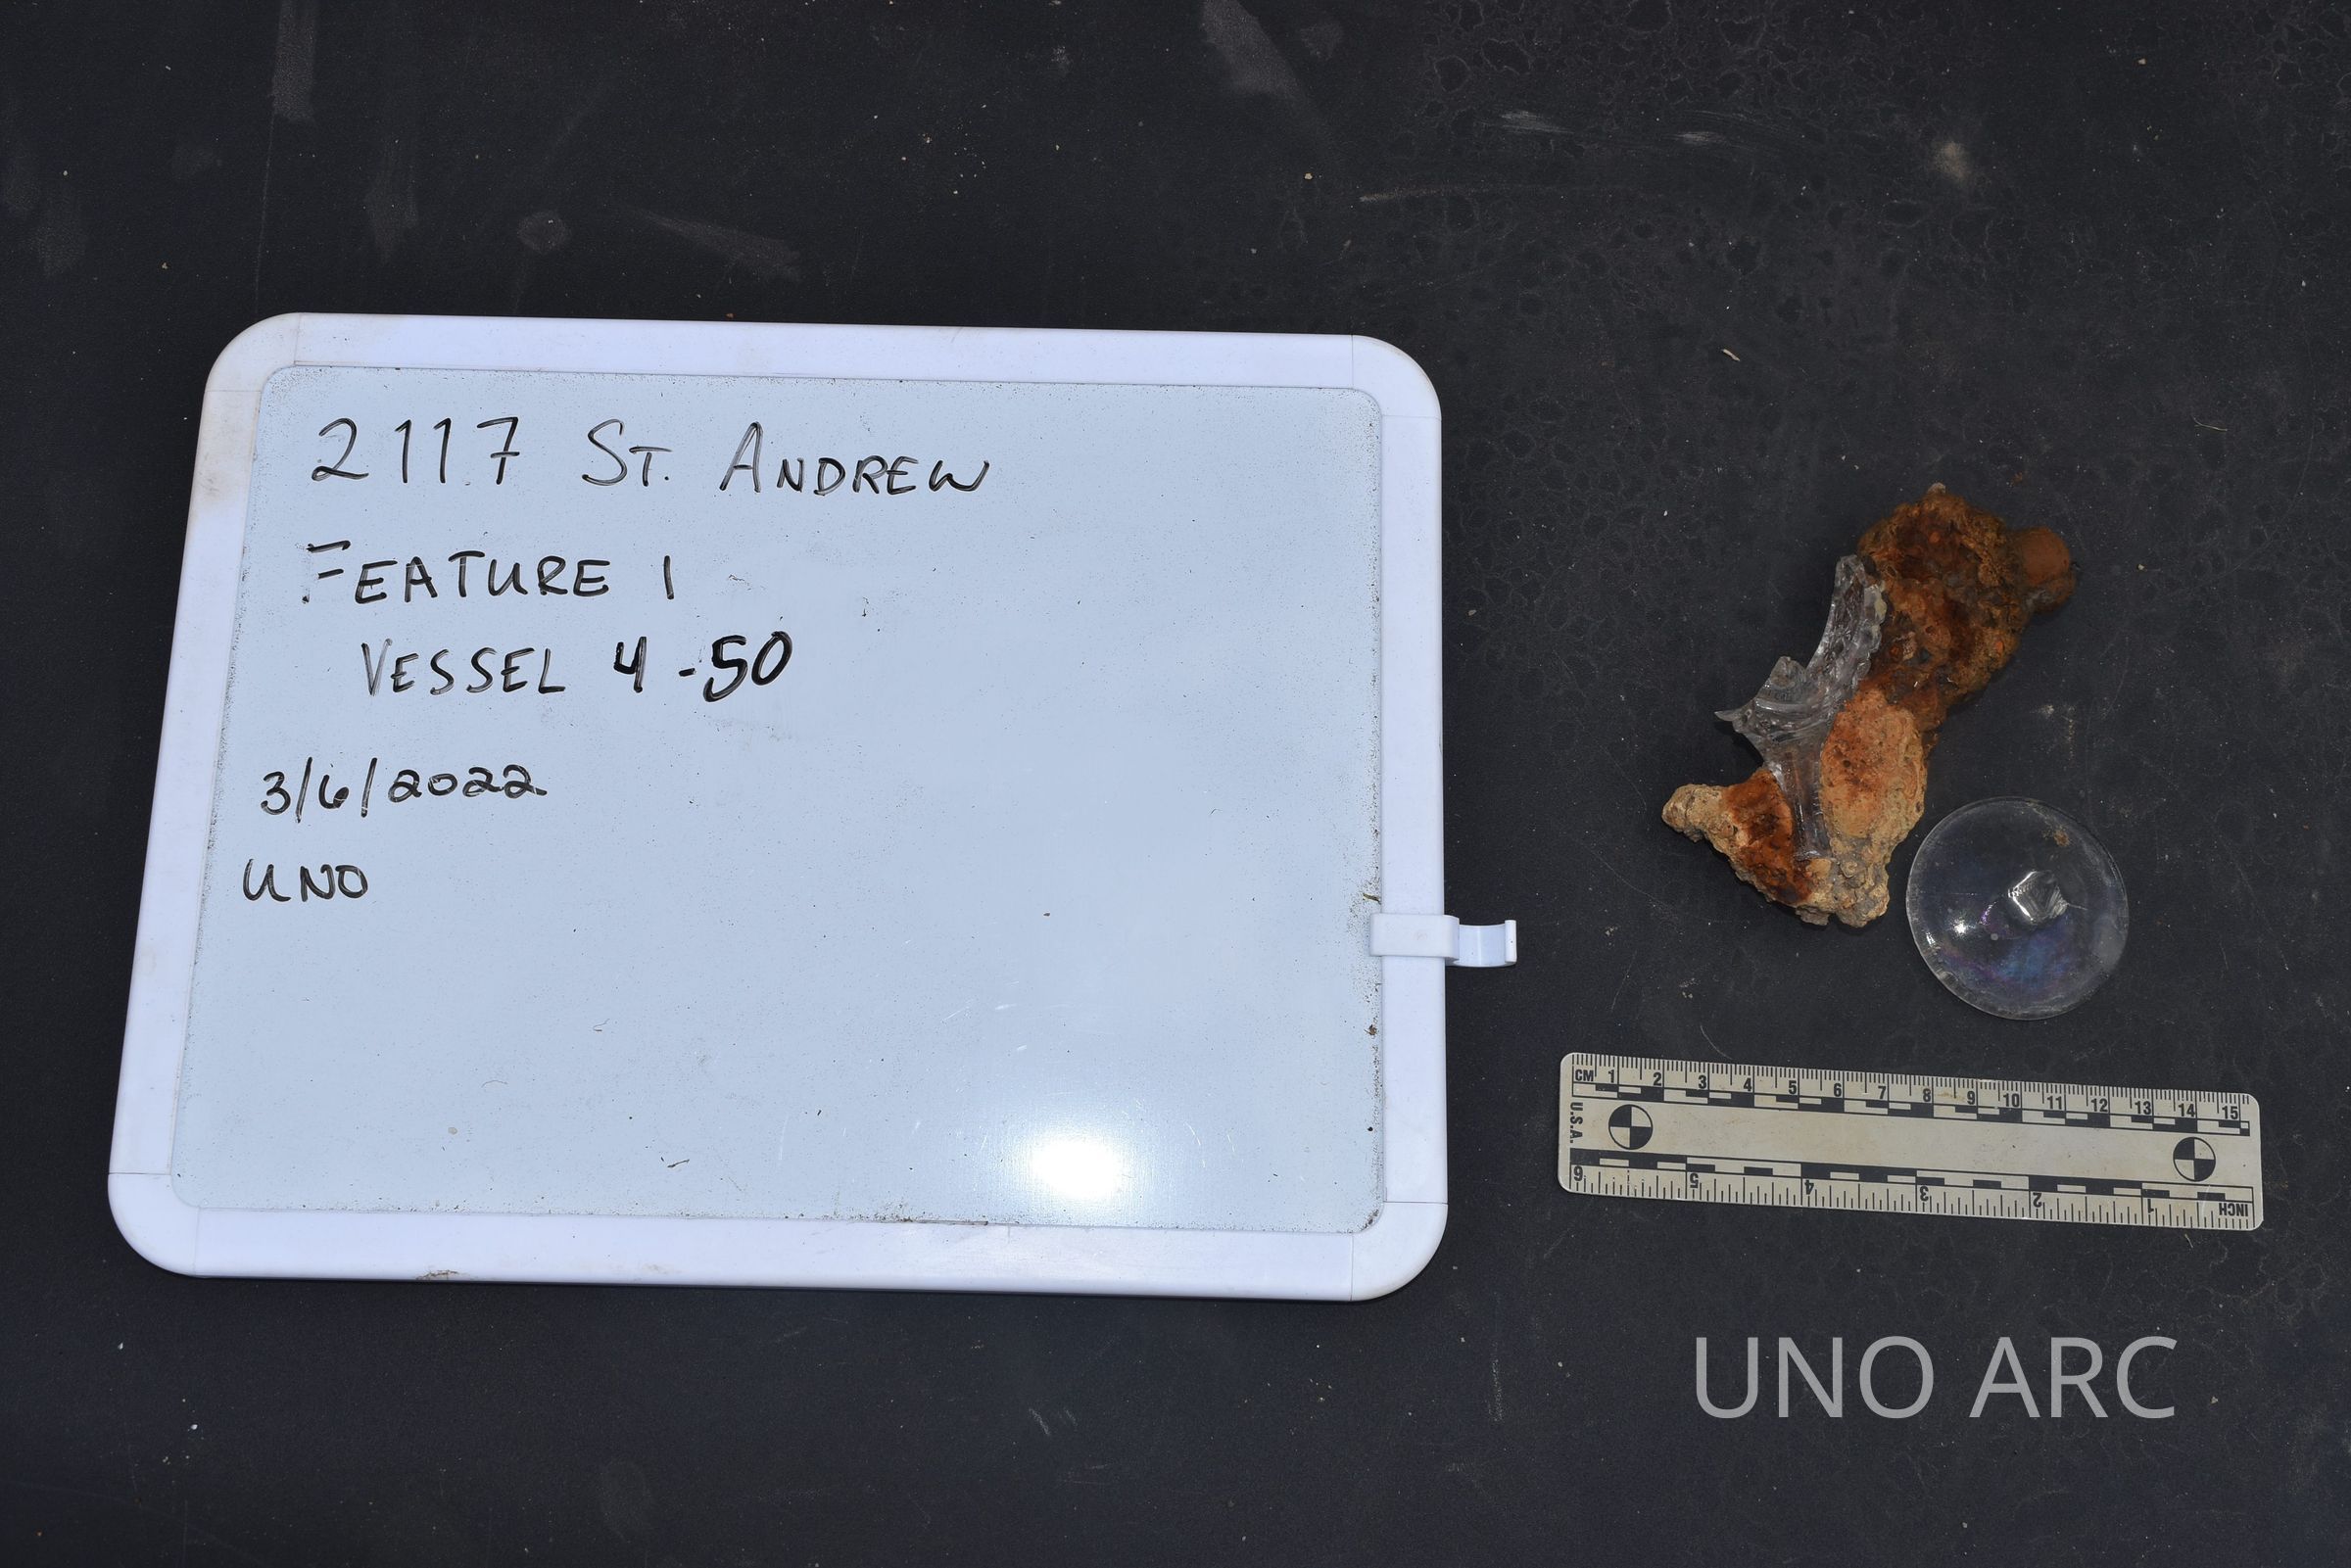 2117 ST. ANDREW
FEATURE 1
VESSEL 4-50
3/6/2022
UNO
CM 1 2 3 4 5 6 7 8 9 10 11 12 13 14 15
U.S.A.
6 5 4 3 2 1 INCH
UNO ARC